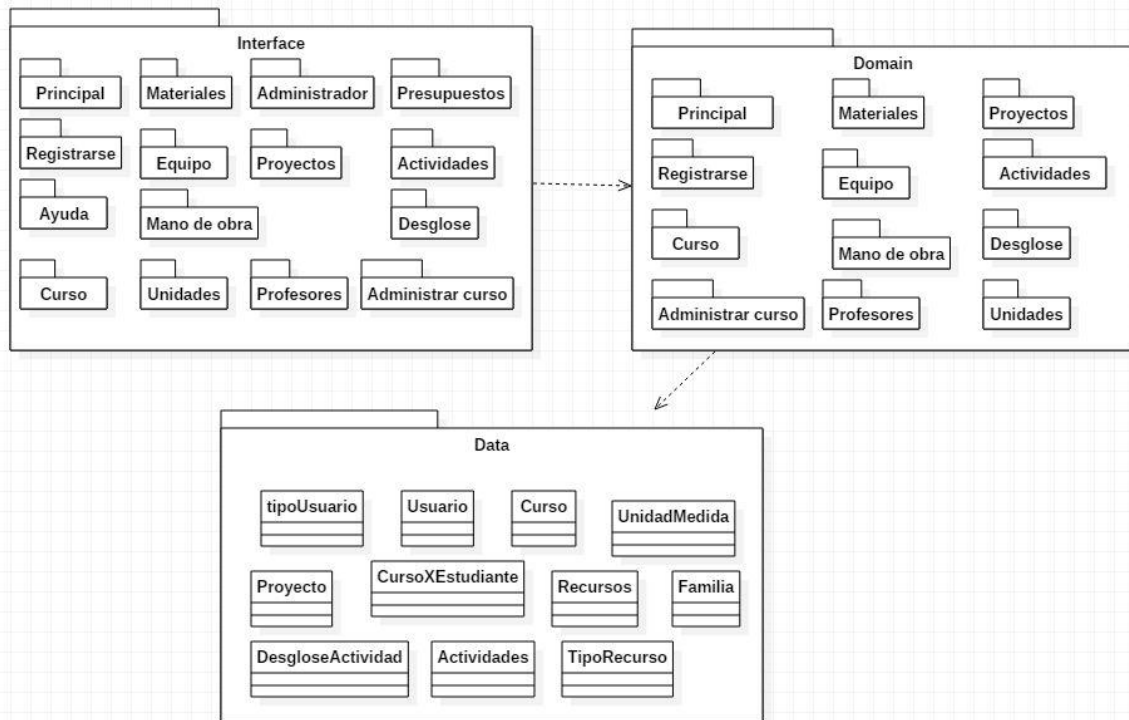 Interface
Principal
Materiales
Administrador
Presupuestos
Registrarse
Equipo
Proyectos
Actividades
Ayuda
Mano de obra
Desglose
Curso
Unidades
Profesores
Administrar curso
Domain
Principal
Materiales
Proyectos
Registrarse
Equipo
Actividades
Curso
Mano de obra
Desglose
Administrar curso
Profesores
Unidades
Data
tipoUsuario
Usuario
Curso
UnidadMedida
Proyecto
CursoXEstudiante
Recursos
Familia
DesgloseActividad
Actividades
TipoRecurso